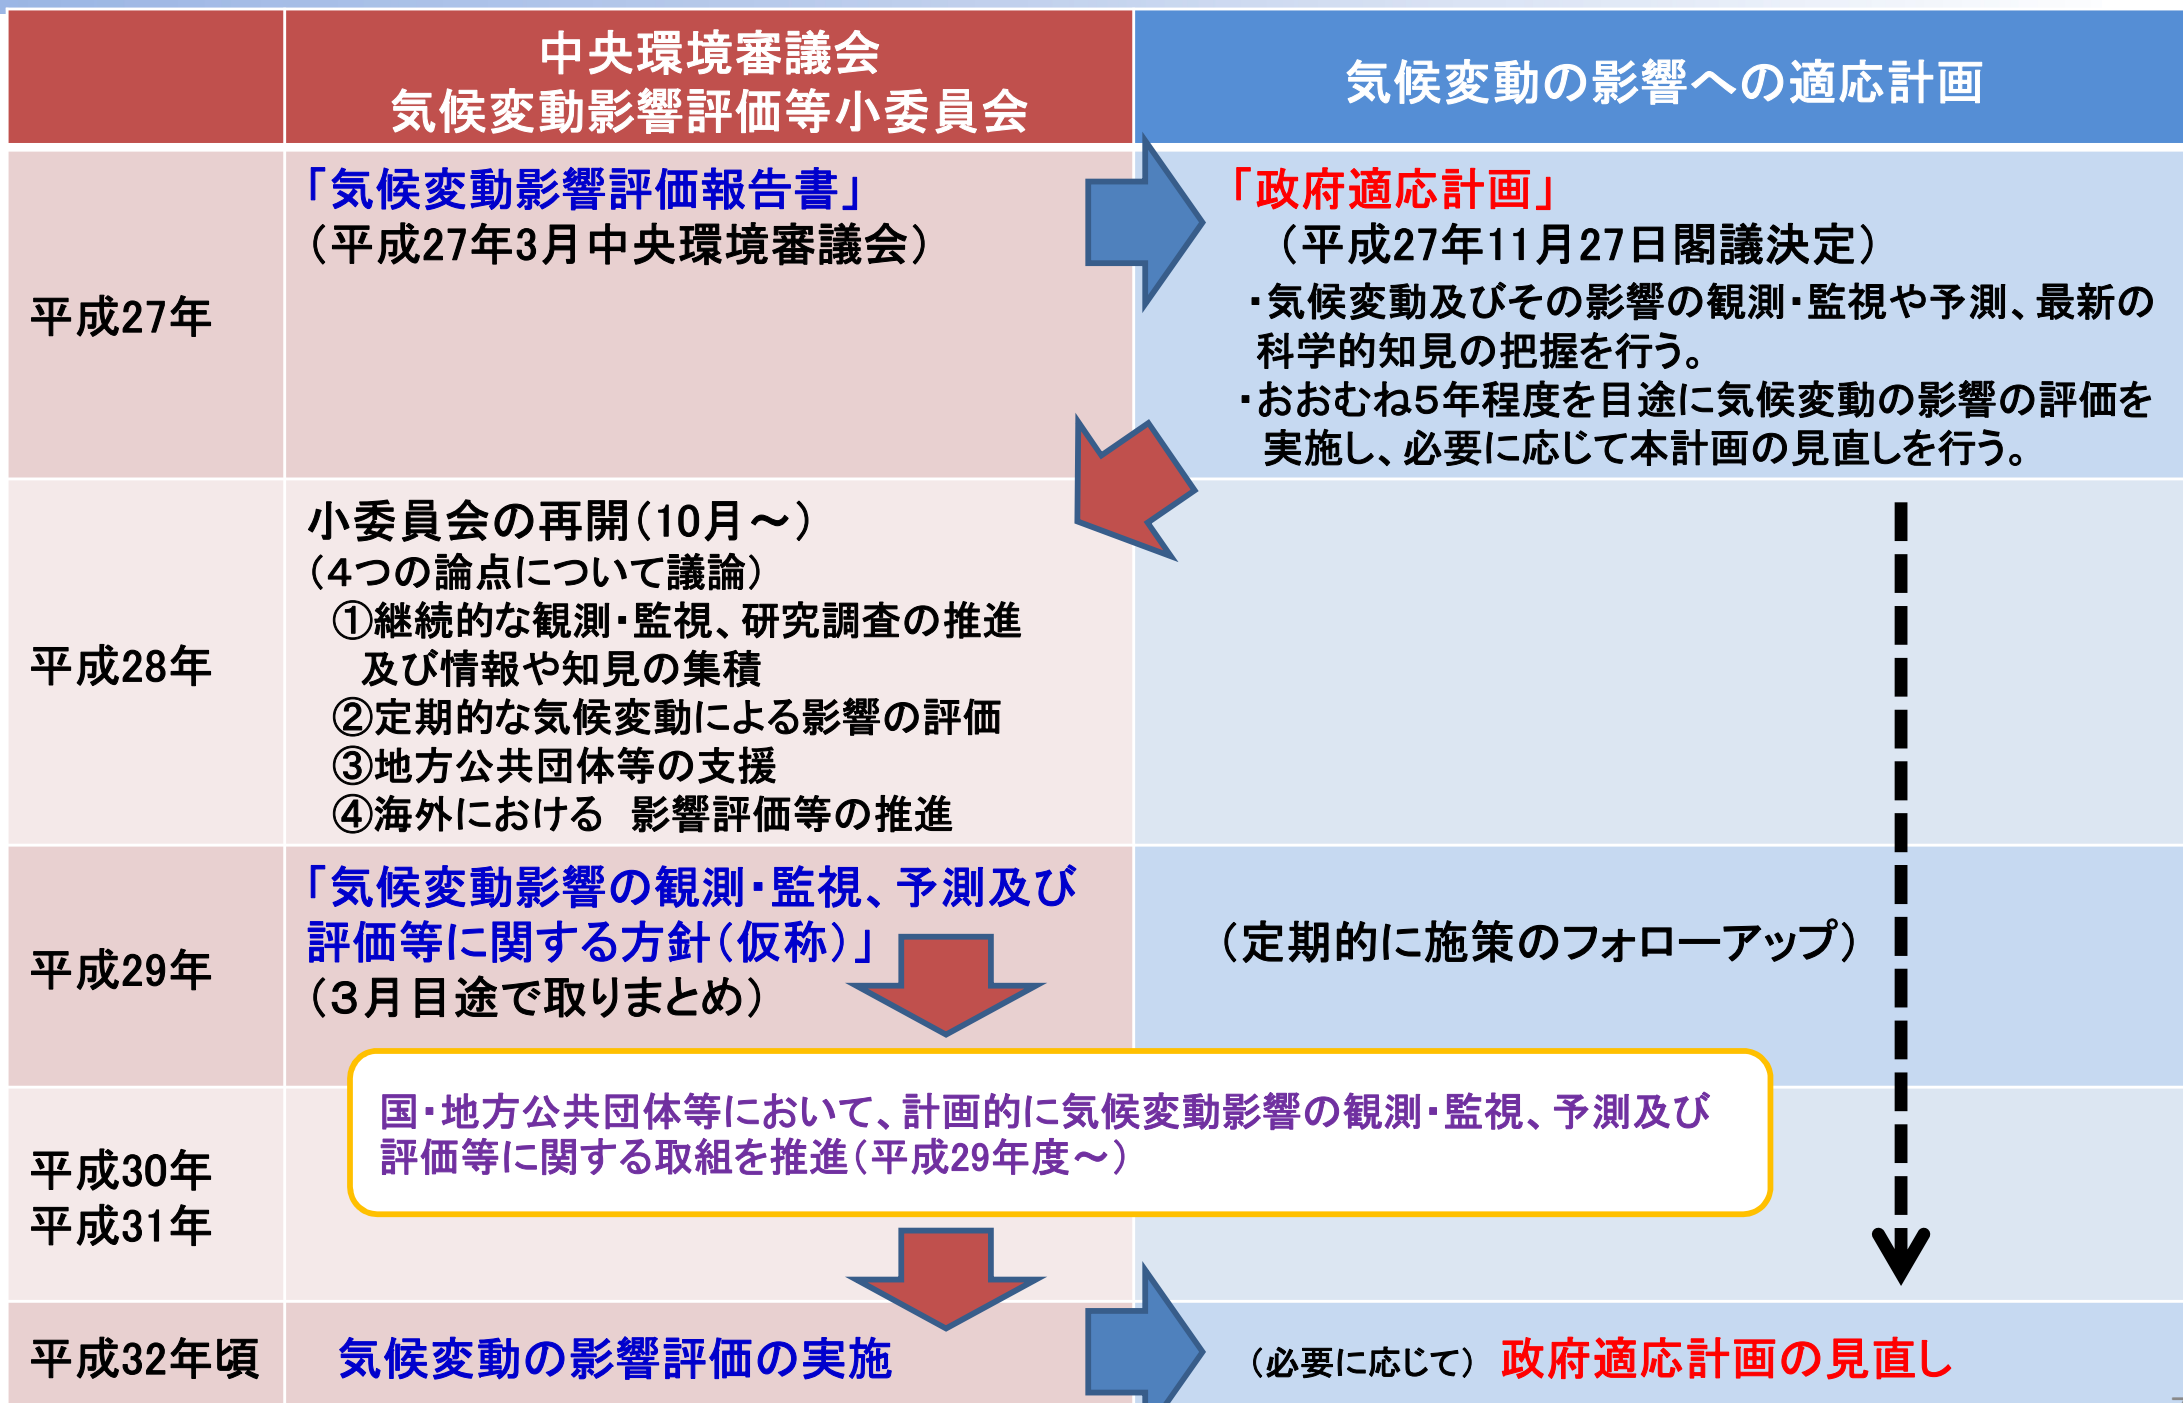 中央環境審議会
気候変動影響評価等小委員会
気候変動の影響への適応計画
平成27年
「気候変動影響評価報告書」
（平成27年3月中央環境審議会）
「政府適応計画」
（平成27年11月27日閣議決定）
・気候変動及びその影響の観測・監視や予測、最新の
科学的知見の把握を行う。
・おおむね５年程度を目途に気候変動の影響の評価を
実施し、必要に応じて本計画の見直しを行う。
平成28年
小委員会の再開（10月～）
（４つの論点について議論）
①継続的な観測・監視、研究調査の推進
及び情報や知見の集積
②定期的な気候変動による影響の評価
③地方公共団体等の支援
④海外における　影響評価等の推進
平成29年
「気候変動影響の観測・監視、予測及び
評価等に関する方針（仮称）」
（３月目途で取りまとめ）
（定期的に施策のフォローアップ）
国・地方公共団体等において、計画的に気候変動影響の観測・監視、予測及び
評価等に関する取組を推進（平成29年度～）
平成30年
平成31年
平成32年頃
気候変動の影響評価の実施
（必要に応じて）政府適応計画の見直し